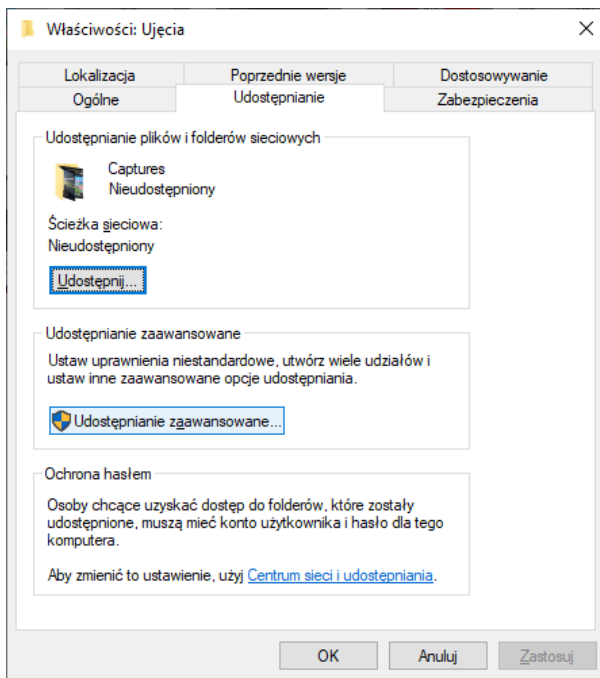 Właściwości: Ujęcia
Lokalizacja
Poprzednie wersje
Dostosowywanie
Ogólne
Udostępnianie
Zabezpieczenia
Udostępnianie plików i folderów sieciowych
Captures
Nieudostępniony
Ścieżka sieciowa:
Nieudostępniony
Udostępnij...
Udostępnianie zaawansowane
Ustaw uprawnienia niestandardowe, utwórz wiele udziałów i
ustaw inne zaawansowane opcje udostępniania.
Udostępnianie zaawansowane...
Ochrona hasłem
Osoby chcące uzyskać dostęp do folderów, które zostały
udostępnione, muszą mieć konto użytkownika i hasło dla tego
komputera.
Aby zmienić to ustawienie, użyj Centrum sieci i udostępniania.
OK
Anuluj
Zastosuj